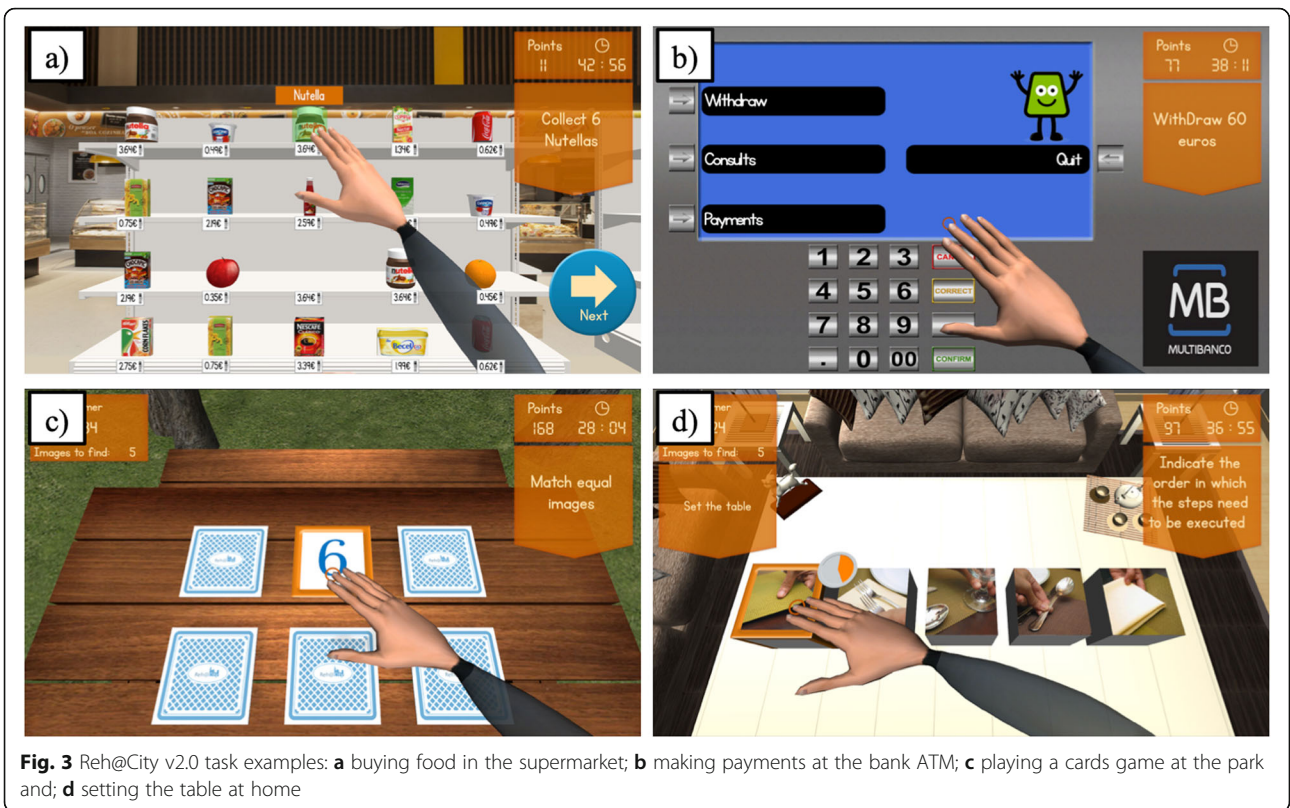 a)
Points
11 42:56
Collect 6
Nutellas
Nutella
nutella
3.64€ 0.49€ 3.64€ 1.34€ 0.62€
0.75€ 2.19€ 2.59€ 0.49€
nutella
2.19€ 0.35€ 3.64€ 3.64€ 0.45€
Next
CORN FLAKES
NESCAFE
Becel
2.75€ 0.75€ 3.39€ 1.99€ 0.62€
b)
Points
77 38:11
WithDraw 60
euros
Withdraw
Consults
Quit
Payments
1 2 3
4 5 6 CORRECT
7 8 9
. 0 00 CONFIRM
MB
MULTIBANCO
c)
Images to find: 5
Points
168 28:04
Match equal
images
6
d)
Images to find: 5
Set the table
Points
97 36:55
Indicate the
order in which
the steps need
to be executed
Fig. 3 Reh@City v2.0 task examples: a buying food in the supermarket; b making payments at the bank ATM; c playing a cards game at the park
and; d setting the table at home